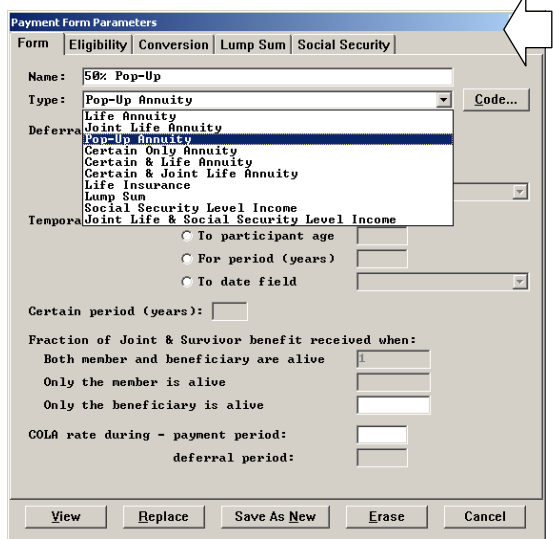 Payment Form Parameters
Form Eligibility Conversion Lump Sum Social Security
Name: 50% Pop-Up
Type: Pop-Up Annuity Code...
Life Annuity
Joint Life Annuity
Deferra Pop-Up Annuity
Certain Only Annuity
Certain & Life Annuity
Certain & Joint Life Annuity
Life Insurance
Lump Sum
Social Security Level Income
Tempora Joint Life & Social Security Level Income
To participant age
For period (years)
To date field
Certain period (years):
Fraction of Joint & Survivor benefit received when:
Both member and beneficiary are alive 1
Only the member is alive
Only the beneficiary is alive
COLA rate during - payment period:
deferral period:
View Replace Save As New Erase Cancel